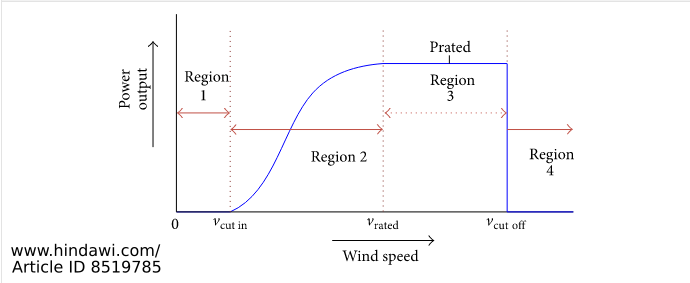 Prated
Region
1
Region
3
Power
output
Region 2
Region
4
0
vcut in
vrated
vcut off
Wind speed
www.hindawi.com/
Article ID 8519785